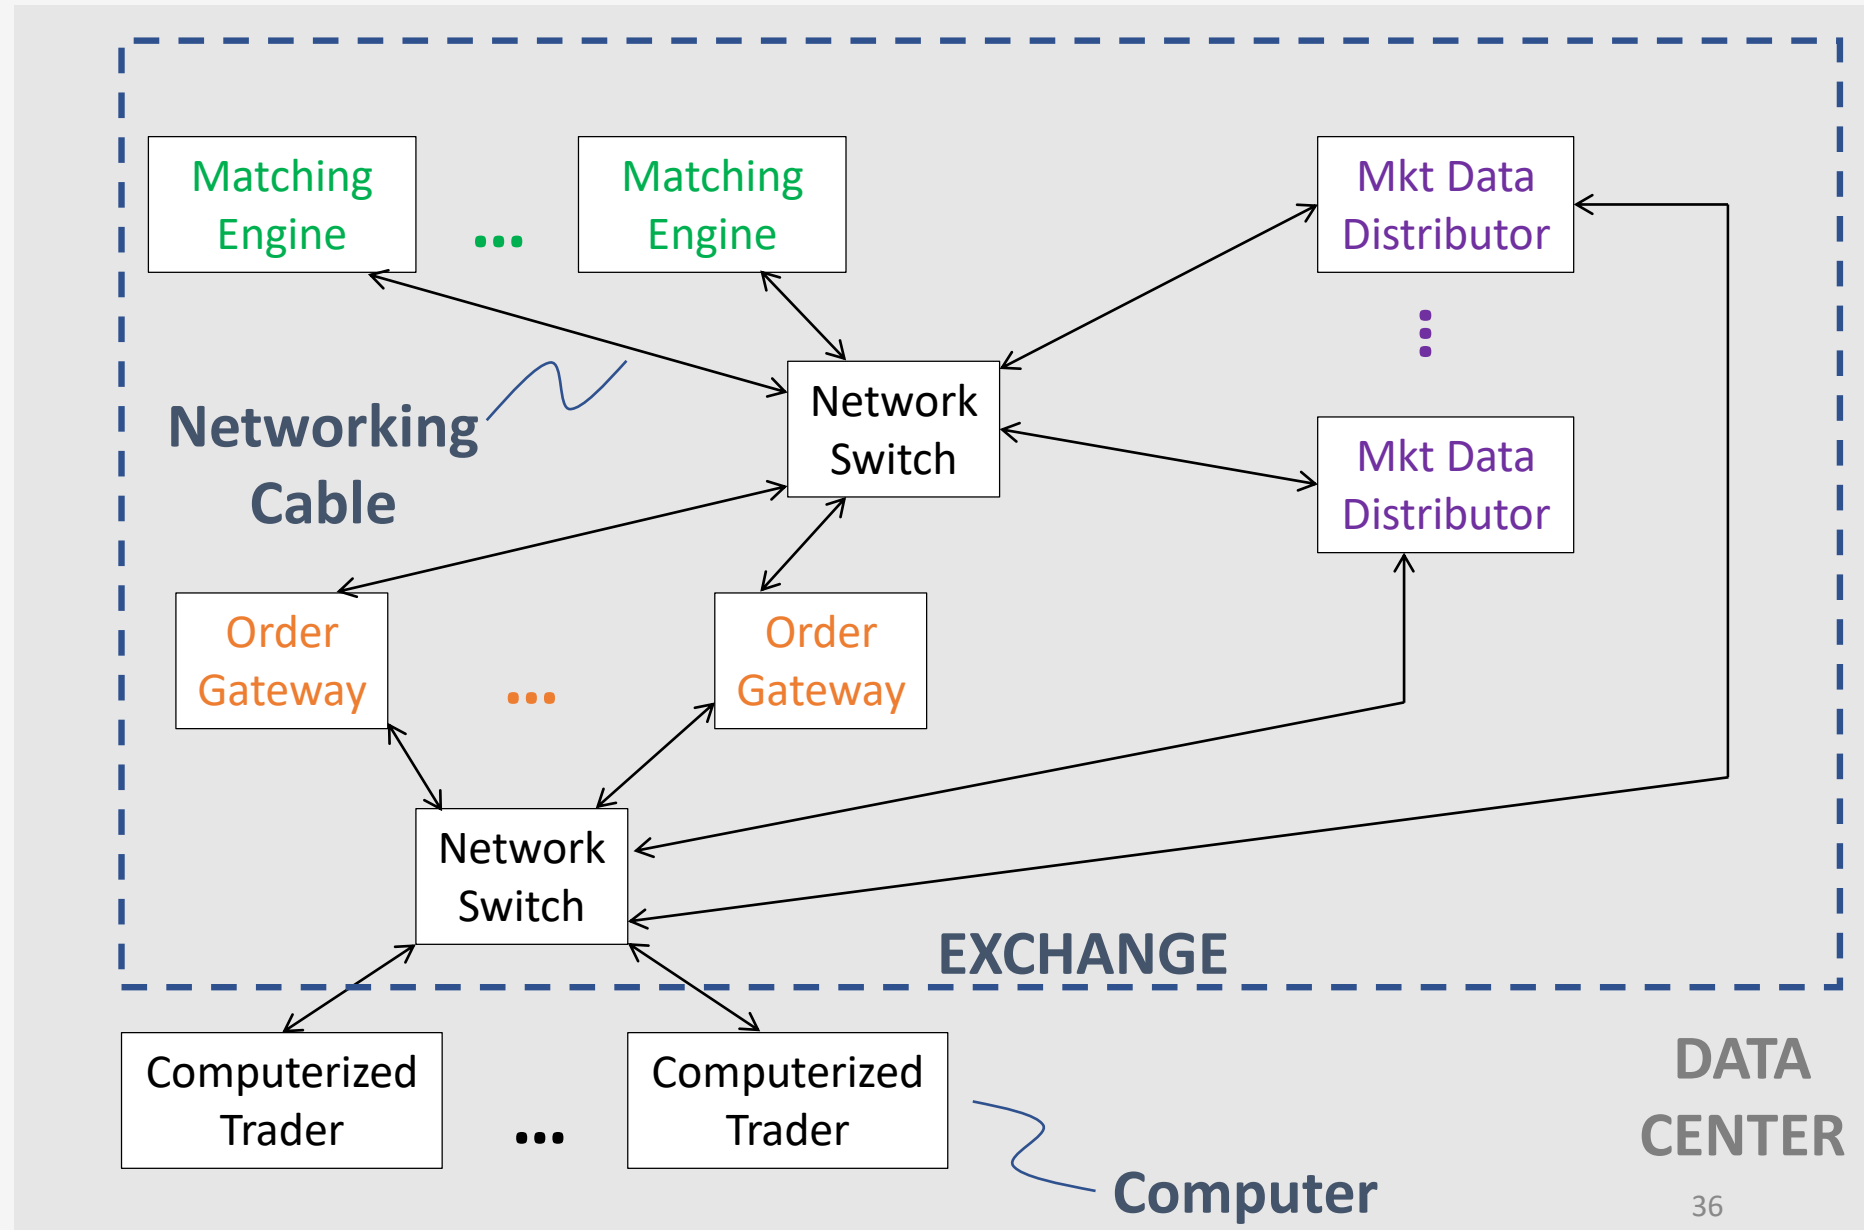 Matching
Engine
...
Matching
Engine
Mkt Data
Distributor
...
Networking
Cable
Network
Switch
Mkt Data
Distributor
Order
Gateway
...
Order
Gateway
Network
Switch
EXCHANGE
Computerized
Trader
...
Computerized
Trader
DATA
CENTER
Computer
36